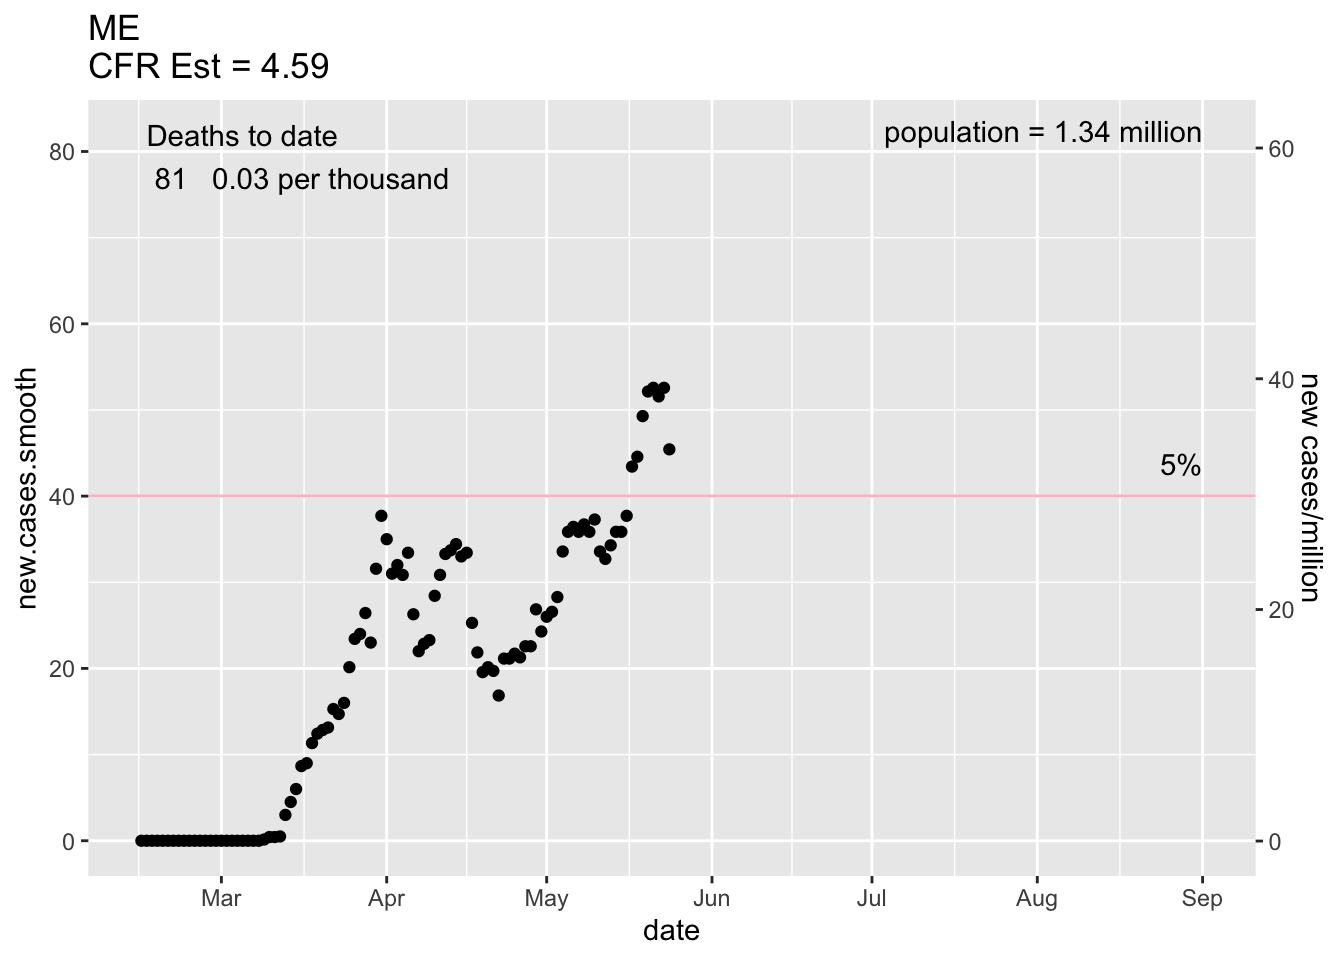 ME
CFR Est = 4.59
Deaths to date
81 0.03 per thousand
population = 1.34 million
5%
new.cases.smooth
80
60
40
20
0
60
40
20
0
new cases/million
Mar Apr May Jun Jul Aug Sep
date